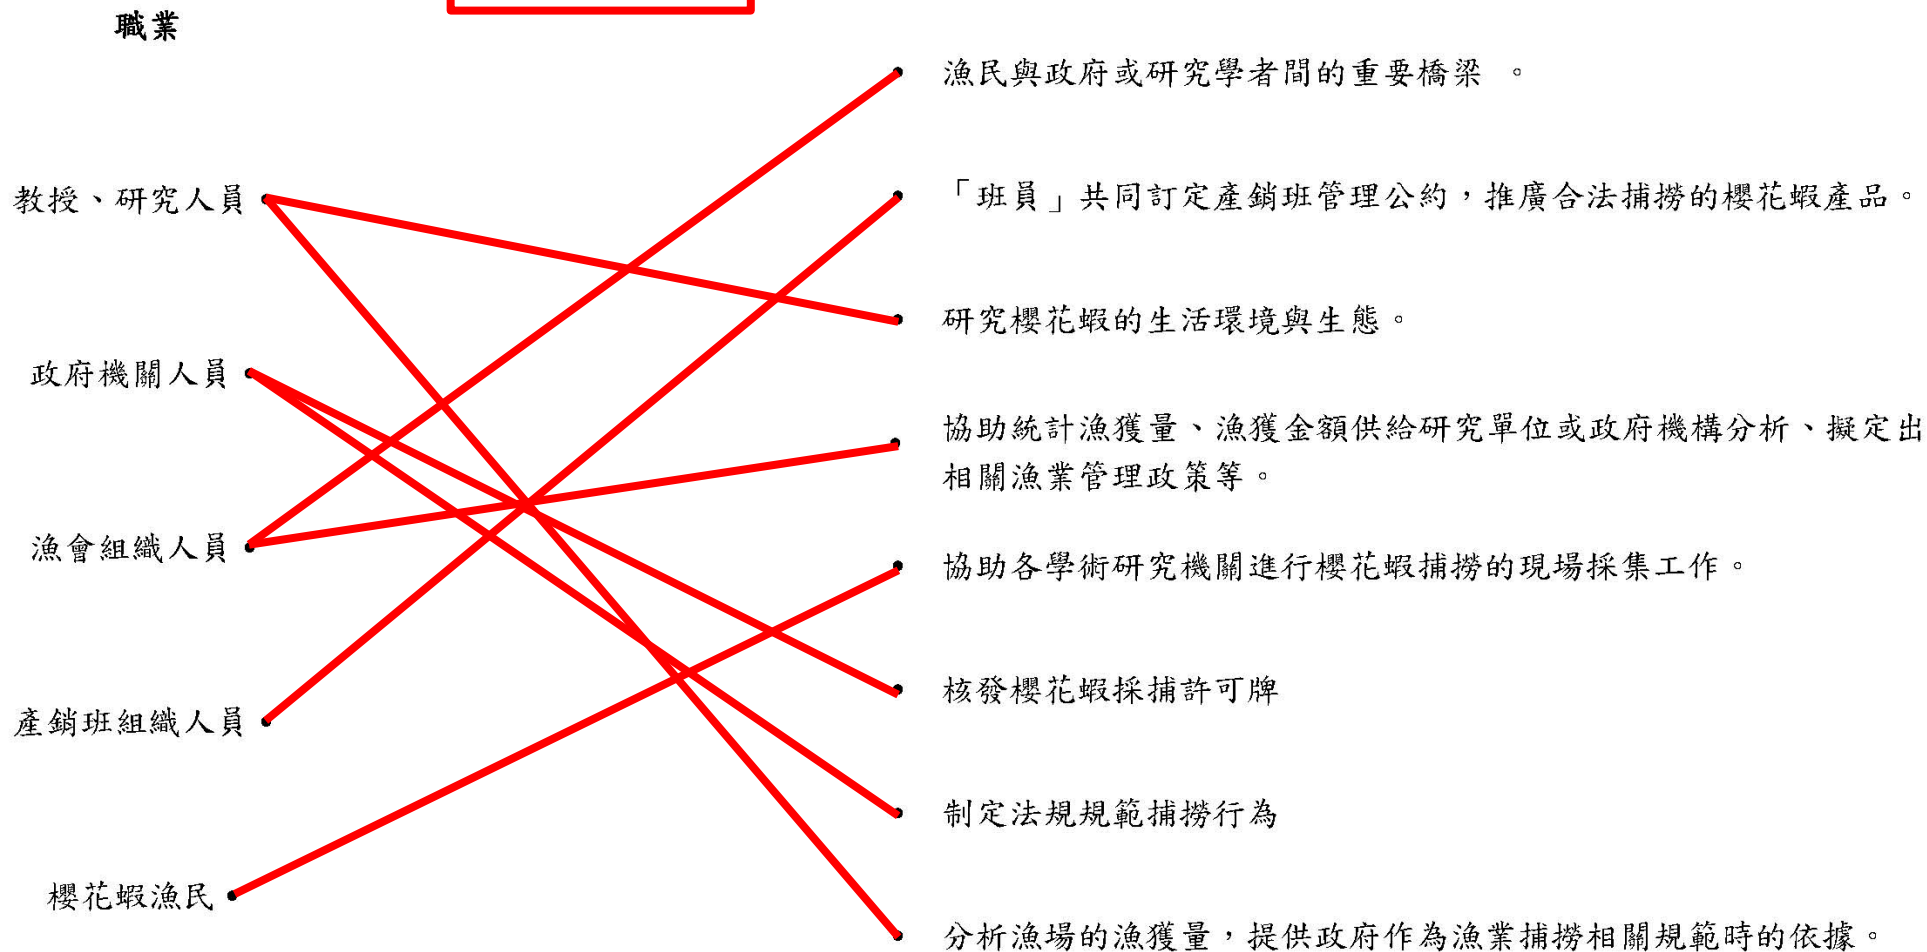 職業
漁民與政府或研究學者間的重要橋梁 。
教授、研究人員
「班員」共同訂定產銷班管理公約，推廣合法捕撈的櫻花蝦產品。
研究櫻花蝦的生活環境與生態。
政府機關人員
協助統計漁獲量、漁獲金額供給研究單位或政府機構分析、擬定出
相關漁業管理政策等。
漁會組織人員
協助各學術研究機關進行櫻花蝦捕撈的現場採集工作。
核發櫻花蝦採捕許可牌
產銷班組織人員
制定法規規範捕撈行為
櫻花蝦漁民
分析漁場的漁獲量，提供政府作為漁業捕撈相關規範時的依據。